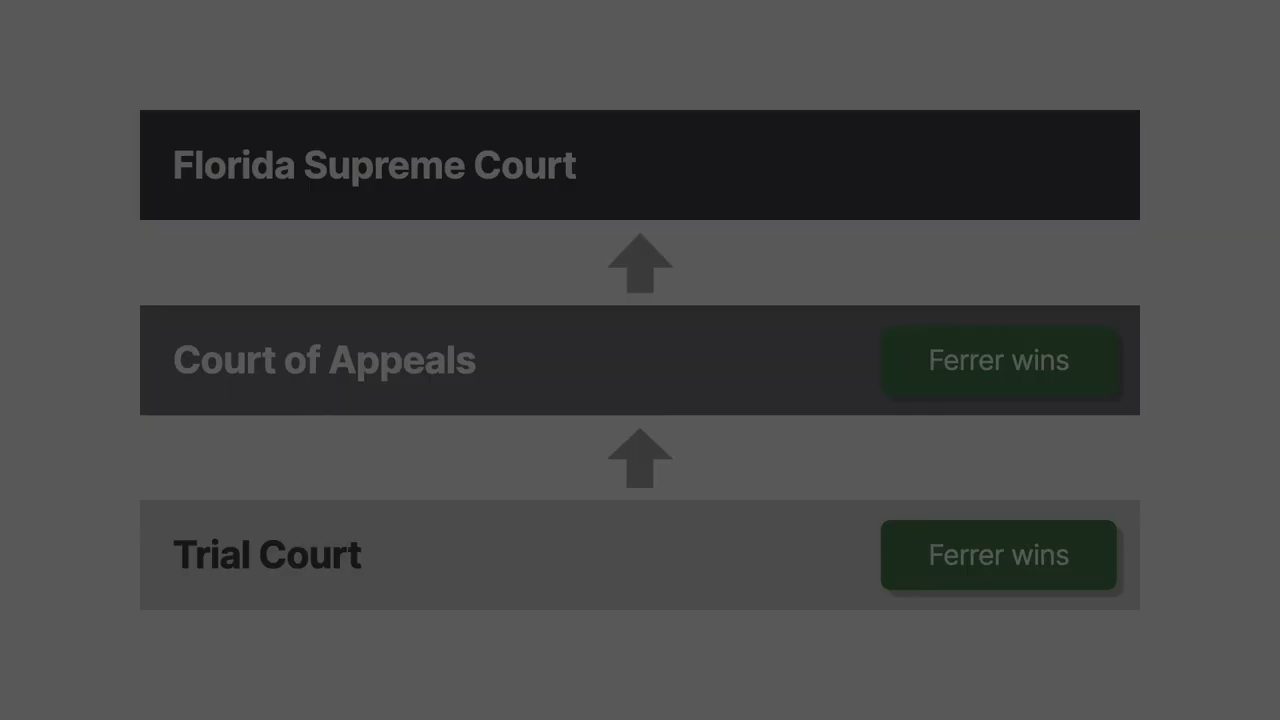 Florida Supreme Court
Court of Appeals
Ferrer wins
Trial Court
Ferrer wins